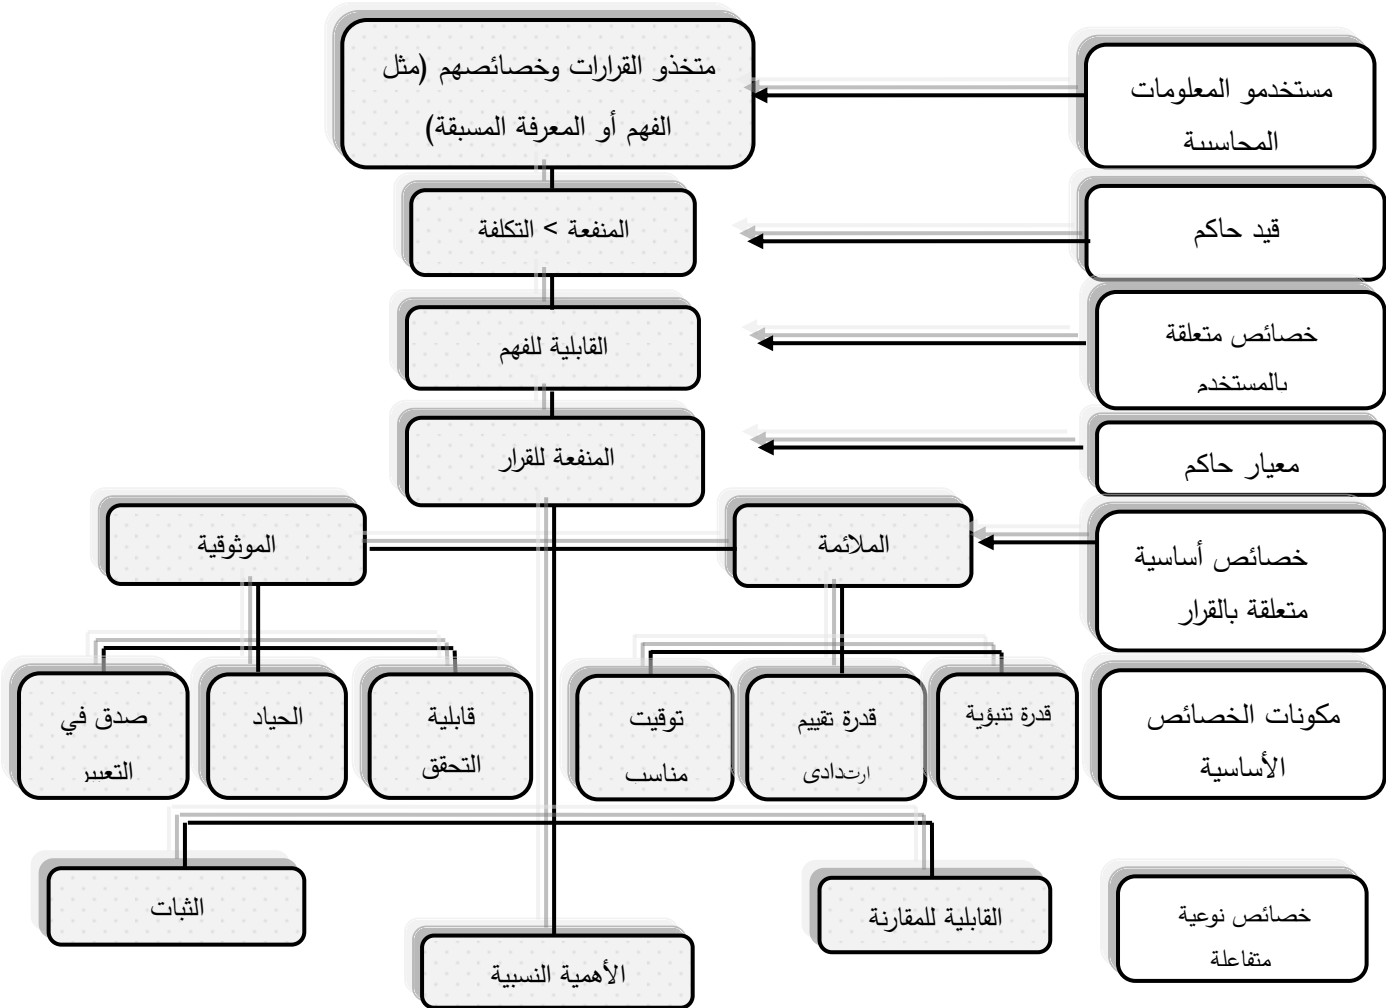 متخذو القرارات وخصائصهم (مثل
الفهم أو المعرفة المسبقة)
مستخدمو المعلومات
المحاسبية
المنفعة > التكلفة
قيد حاكم
القابلية للفهم
خصائص متعلقة
بالمستخدم
المنفعة للقرار
معيار حاكم
الملائمة
الموثوقية
خصائص أساسية
متعلقة بالقرار
قدرة تنبؤية
قدرة تقييم
ارتدادى
توقيت
مناسب
قابلية
التحقق
الحياد
صدق في
التعبير
مكونات الخصائص
الأساسية
القابلية للمقارنة
الثبات
الأهمية النسبية
خصائص نوعية
متفاعلة